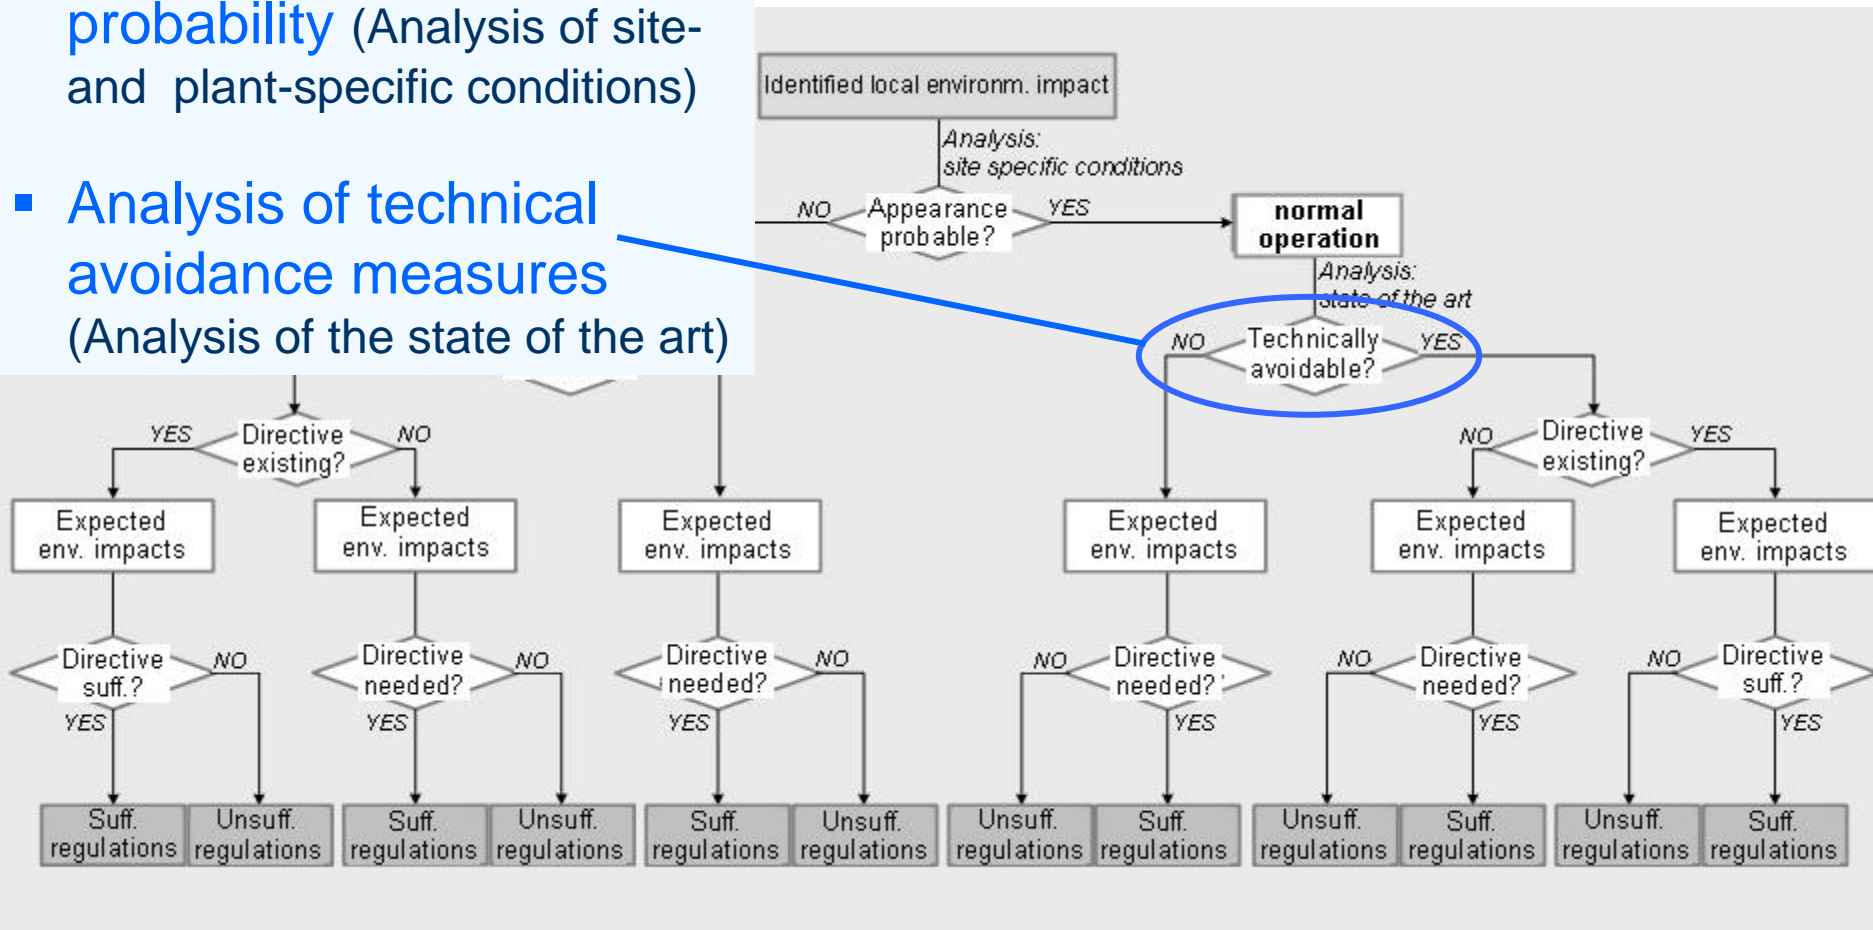 probability (Analysis of site-
and plant-specific conditions)
▪ Analysis of technical
avoidance measures
(Analysis of the state of the art)
Identified local environm. impact
Analysis:
site specific conditions
NO
Appearance
probable?
YES
normal
operation
Analysis:
state of the art
NO
Technically
avoidable?
YES
YES
Directive
existing?
NO
NO
Directive
existing?
YES
Expected
env. impacts
Expected
env. impacts
Expected
env. impacts
Expected
env. impacts
Expected
env. impacts
Expected
env. impacts
Directive
suff.?
NO
YES
Directive
needed?
NO
YES
Directive
needed?
NO
YES
NO
Directive
needed?
YES
NO
Directive
needed?
YES
NO
Directive
suff.?
YES
Suff.
regulations
Unsuff.
regulations
Suff.
regulations
Unsuff.
regulations
Suff.
regulations
Unsuff.
regulations
Unsuff.
regulations
Suff.
regulations
Unsuff.
regulations
Suff.
regulations
Unsuff.
regulations
Suff.
regulations